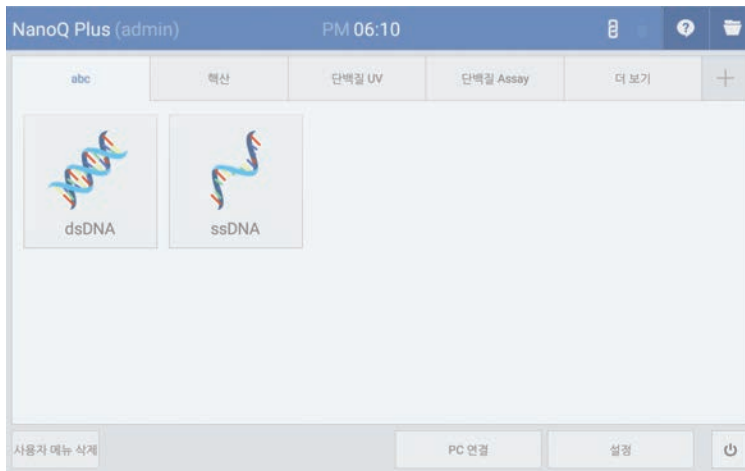 NanoQ Plus (admin) PM 06:10
abc 핵산 단백질 UV 단백질 Assay 더 보기
dsDNA ssDNA
사용자 메뉴 삭제 PC 연결 설정